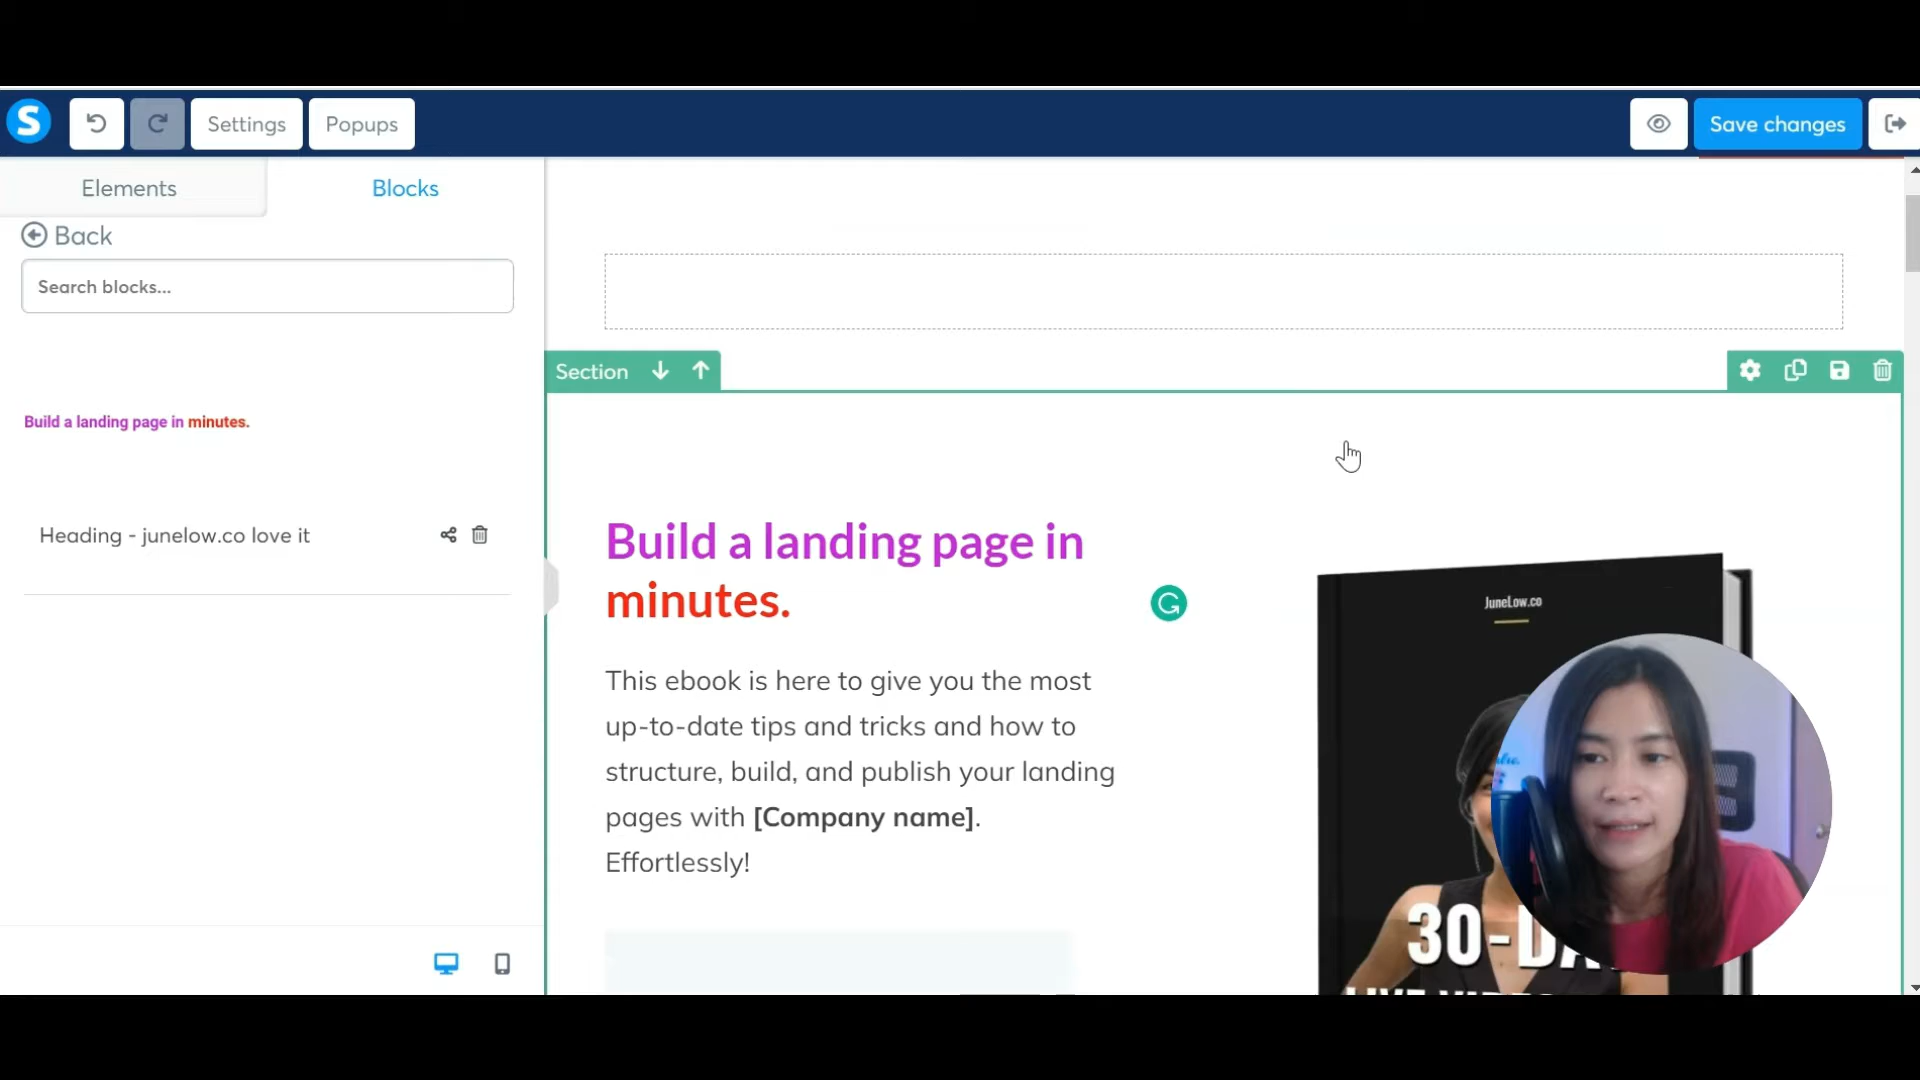 S
Settings
Popups
Save changes
Elements
Blocks
Back
Search blocks...
Build a landing page in minutes.
Heading - junelow.co love it
Section
Build a landing page in
minutes.
This ebook is here to give you the most
up-to-date tips and tricks and how to
structure, build, and publish your landing
pages with [Company name].
Effortlessly!
JuneLow.co
30-DA